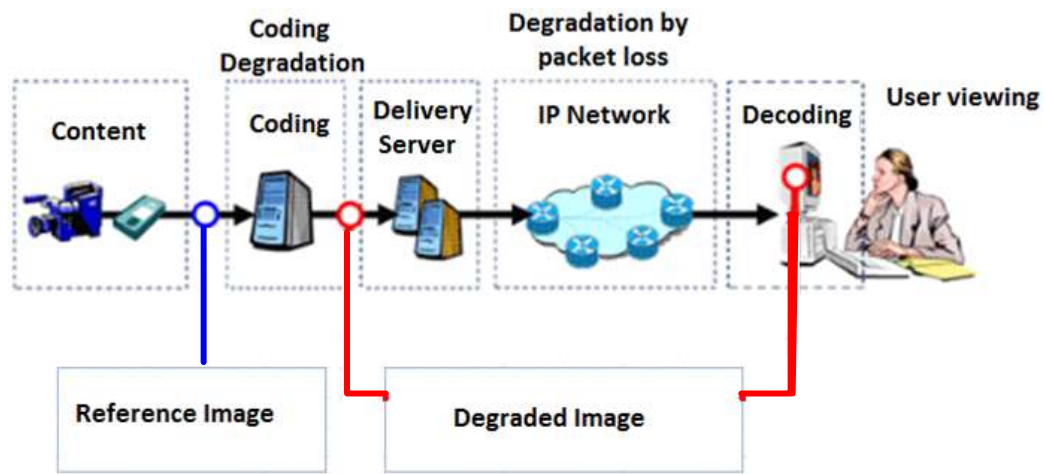 Coding
Degradation
Degradation by
packet loss
Content
Coding
Delivery
Server
IP Network
Decoding
User viewing
Reference Image
Degraded Image